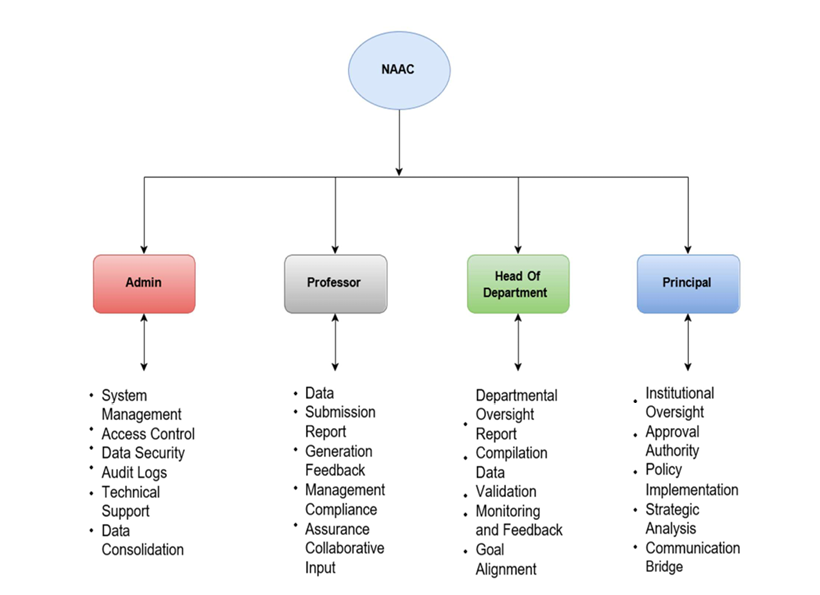 NAAC
Admin
Professor
Head Of
Department
Principal
• System
Management
• Access Control
• Data Security
• Audit Logs
• Technical
Support
• Data
Consolidation
• Data
• Submission
Report
• Generation
Feedback
• Management
Compliance
• Assurance
Collaborative
Input
Departmental
Oversight
• Report
Compilation
• Data
• Validation
• Monitoring
and Feedback
• Goal
Alignment
Institutional
• Oversight
• Approval
Authority
• Policy
Implementation
• Strategic
Analysis
• Communication
Bridge